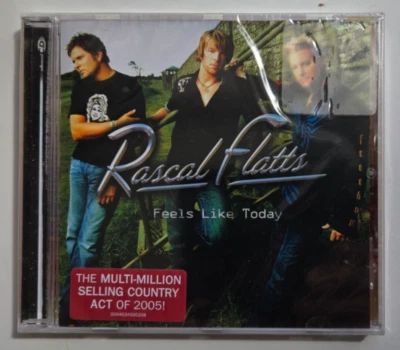 Rascal Flatts
Feels Like Today
THE MULTI-MILLION
SELLING COUNTRY
ACT OF 2005!